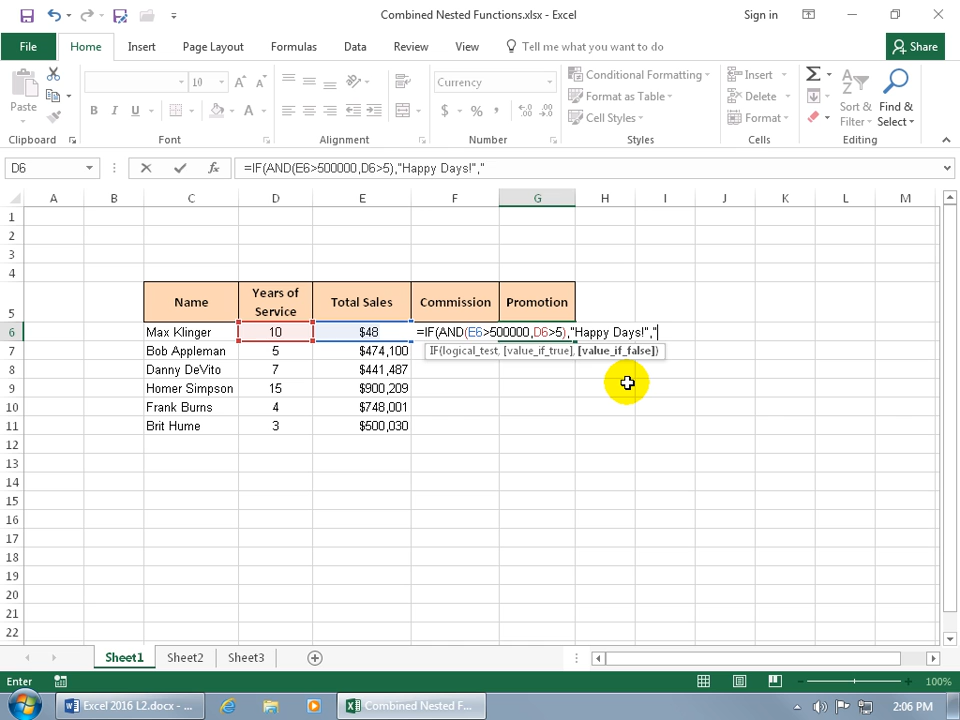 Combined Nested Functions.xlsx - Excel
Sign in
File Home Insert Page Layout Formulas Data Review View Tell me what you want to do Share
Paste
B I U
10 A A
A
Currency
$ % ,
Conditional Formatting
Format as Table
Cell Styles
Insert
Delete
Format
Sort & Filter
Find & Select
Clipboard Font Alignment Number Styles Cells Editing
D6 fx =IF(AND(E6>500000,D6>5),"Happy Days!","
A B C D E F G H I J K L M
1
2
3
4
5 Name Years of Service Total Sales Commission Promotion
6 Max Klinger 10 $48 =IF(AND(E6>500000,D6>5),"Happy Days!","
IF(logical_test, [value_if_true], [value_if_false])
7 Bob Appleman 5 $474,100
8 Danny DeVito 7 $441,487
9 Homer Simpson 15 $900,209
10 Frank Burns 4 $748,001
11 Brit Hume 3 $500,030
12
13
14
15
16
17
18
19
20
21
22
Sheet1 Sheet2 Sheet3
Enter 100%
Excel 2016 L2.docx - ... Combined Nested F... 2:06 PM